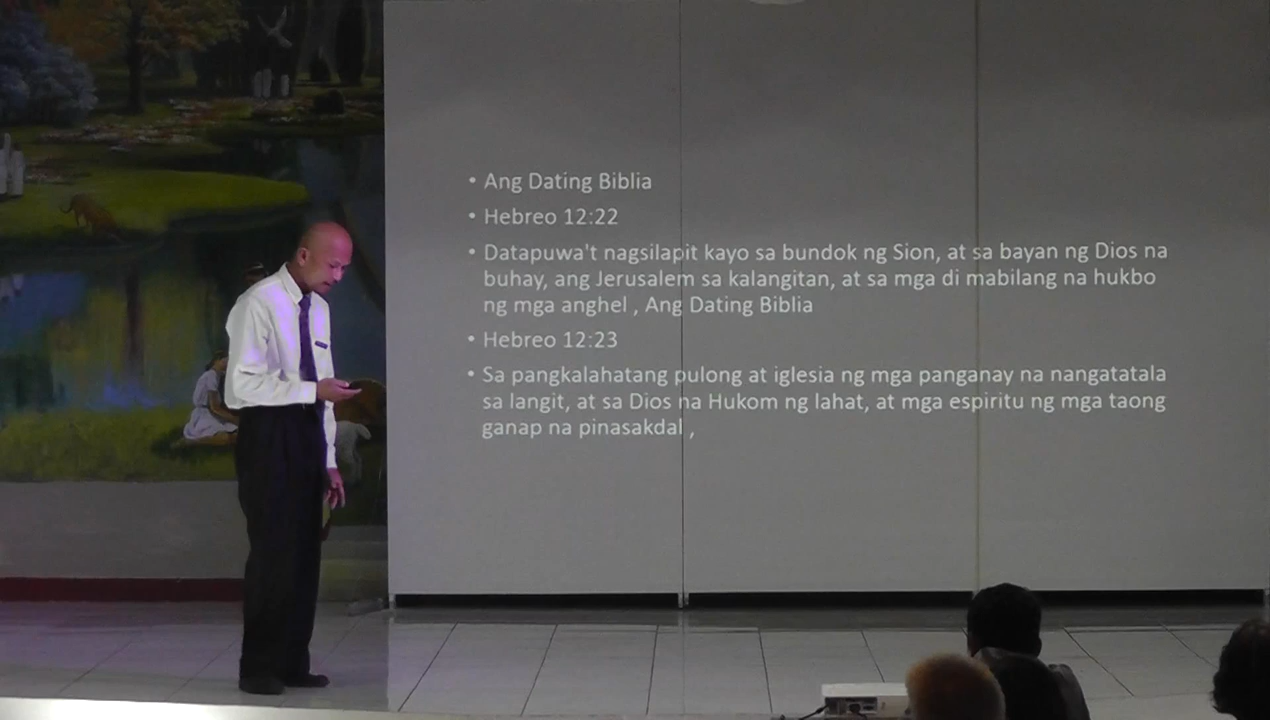 • Ang Dating Biblia
• Hebreo 12:22
• Datapuwa't nagsilapit kayo sa bundok ng Sion, at sa bayan ng Dios na
buhay, ang Jerusalem sa kalangitan, at sa mga di mabilang na hukbo
ng mga anghel , Ang Dating Biblia
• Hebreo 12:23
• Sa pangkalahatang pulong at iglesia ng mga panganay na nangatatala
sa langit, at sa Dios na Hukom ng lahat, at mga espiritu ng mga taong
ganap na pinasakdal ,